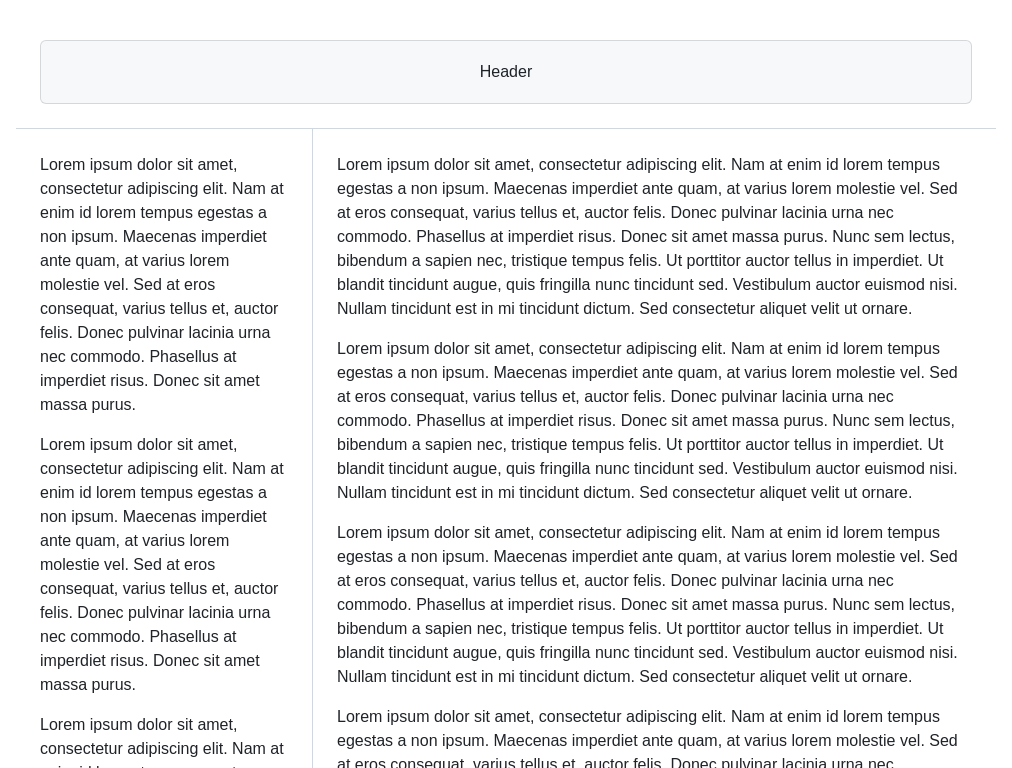 Header
Lorem ipsum dolor sit amet,
consectetur adipiscing elit. Nam at
enim id lorem tempus egestas a
non ipsum. Maecenas imperdiet
ante quam, at varius lorem
molestie vel. Sed at eros
consequat, varius tellus et, auctor
felis. Donec pulvinar lacinia urna
nec commodo. Phasellus at
imperdiet risus. Donec sit amet
massa purus.
Lorem ipsum dolor sit amet,
consectetur adipiscing elit. Nam at
enim id lorem tempus egestas a
non ipsum. Maecenas imperdiet
ante quam, at varius lorem
molestie vel. Sed at eros
consequat, varius tellus et, auctor
felis. Donec pulvinar lacinia urna
nec commodo. Phasellus at
imperdiet risus. Donec sit amet
massa purus.
Lorem ipsum dolor sit amet,
consectetur adipiscing elit. Nam at
Lorem ipsum dolor sit amet, consectetur adipiscing elit. Nam at enim id lorem tempus
egestas a non ipsum. Maecenas imperdiet ante quam, at varius lorem molestie vel. Sed
at eros consequat, varius tellus et, auctor felis. Donec pulvinar lacinia urna nec
commodo. Phasellus at imperdiet risus. Donec sit amet massa purus. Nunc sem lectus,
bibendum a sapien nec, tristique tempus felis. Ut porttitor auctor tellus in imperdiet. Ut
blandit tincidunt augue, quis fringilla nunc tincidunt sed. Vestibulum auctor euismod nisi.
Nullam tincidunt est in mi tincidunt dictum. Sed consectetur aliquet velit ut ornare.
Lorem ipsum dolor sit amet, consectetur adipiscing elit. Nam at enim id lorem tempus
egestas a non ipsum. Maecenas imperdiet ante quam, at varius lorem molestie vel. Sed
at eros consequat, varius tellus et, auctor felis. Donec pulvinar lacinia urna nec
commodo. Phasellus at imperdiet risus. Donec sit amet massa purus. Nunc sem lectus,
bibendum a sapien nec, tristique tempus felis. Ut porttitor auctor tellus in imperdiet. Ut
blandit tincidunt augue, quis fringilla nunc tincidunt sed. Vestibulum auctor euismod nisi.
Nullam tincidunt est in mi tincidunt dictum. Sed consectetur aliquet velit ut ornare.
Lorem ipsum dolor sit amet, consectetur adipiscing elit. Nam at enim id lorem tempus
egestas a non ipsum. Maecenas imperdiet ante quam, at varius lorem molestie vel. Sed
at eros consequat, varius tellus et, auctor felis. Donec pulvinar lacinia urna nec
commodo. Phasellus at imperdiet risus. Donec sit amet massa purus. Nunc sem lectus,
bibendum a sapien nec, tristique tempus felis. Ut porttitor auctor tellus in imperdiet. Ut
blandit tincidunt augue, quis fringilla nunc tincidunt sed. Vestibulum auctor euismod nisi.
Nullam tincidunt est in mi tincidunt dictum. Sed consectetur aliquet velit ut ornare.
Lorem ipsum dolor sit amet, consectetur adipiscing elit. Nam at enim id lorem tempus
egestas a non ipsum. Maecenas imperdiet ante quam, at varius lorem molestie vel. Sed
at eros consequat, varius tellus et, auctor felis. Donec pulvinar lacinia urna nec